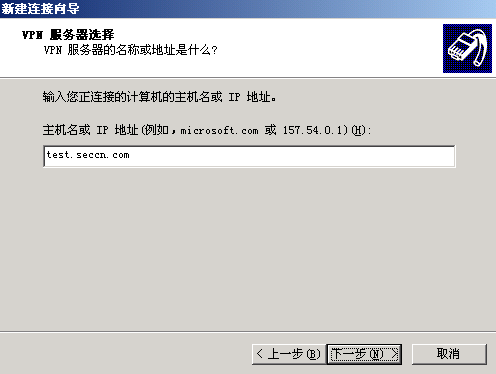 新建连接向导
VPN 服务器选择
VPN 服务器的名称或地址是什么?
输入您正连接的计算机的主机名或 IP 地址。
主机名或 IP 地址(例如，microsoft.com 或 157.54.0.1)(H):
test.seccn.com
< 上一步(B) 下一步(N) > 取消